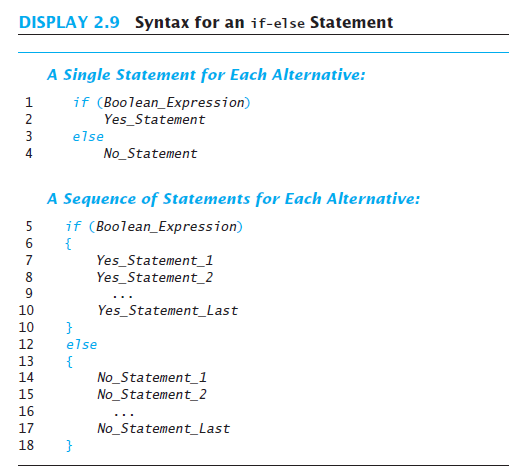 DISPLAY 2.9 Syntax for an if-else Statement
A Single Statement for Each Alternative:
1 if (Boolean_Expression)
2 Yes_Statement
3 else
4 No_Statement
A Sequence of Statements for Each Alternative:
5 if (Boolean_Expression)
6 {
7 Yes_Statement_1
8 Yes_Statement_2
9 ...
10 Yes_Statement_Last
10 }
12 else
13 {
14 No_Statement_1
15 No_Statement_2
16 ...
17 No_Statement_Last
18 }